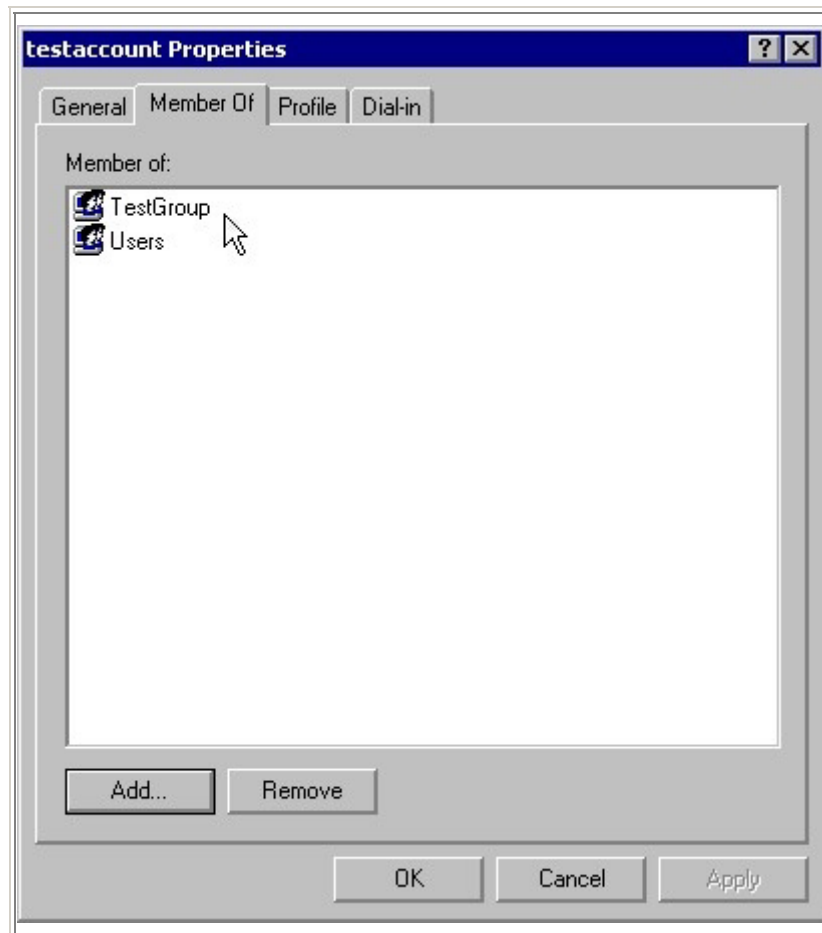 testaccount Properties
General Member Of Profile Dial-in
Member of:
TestGroup
Users
Add... Remove
OK Cancel Apply